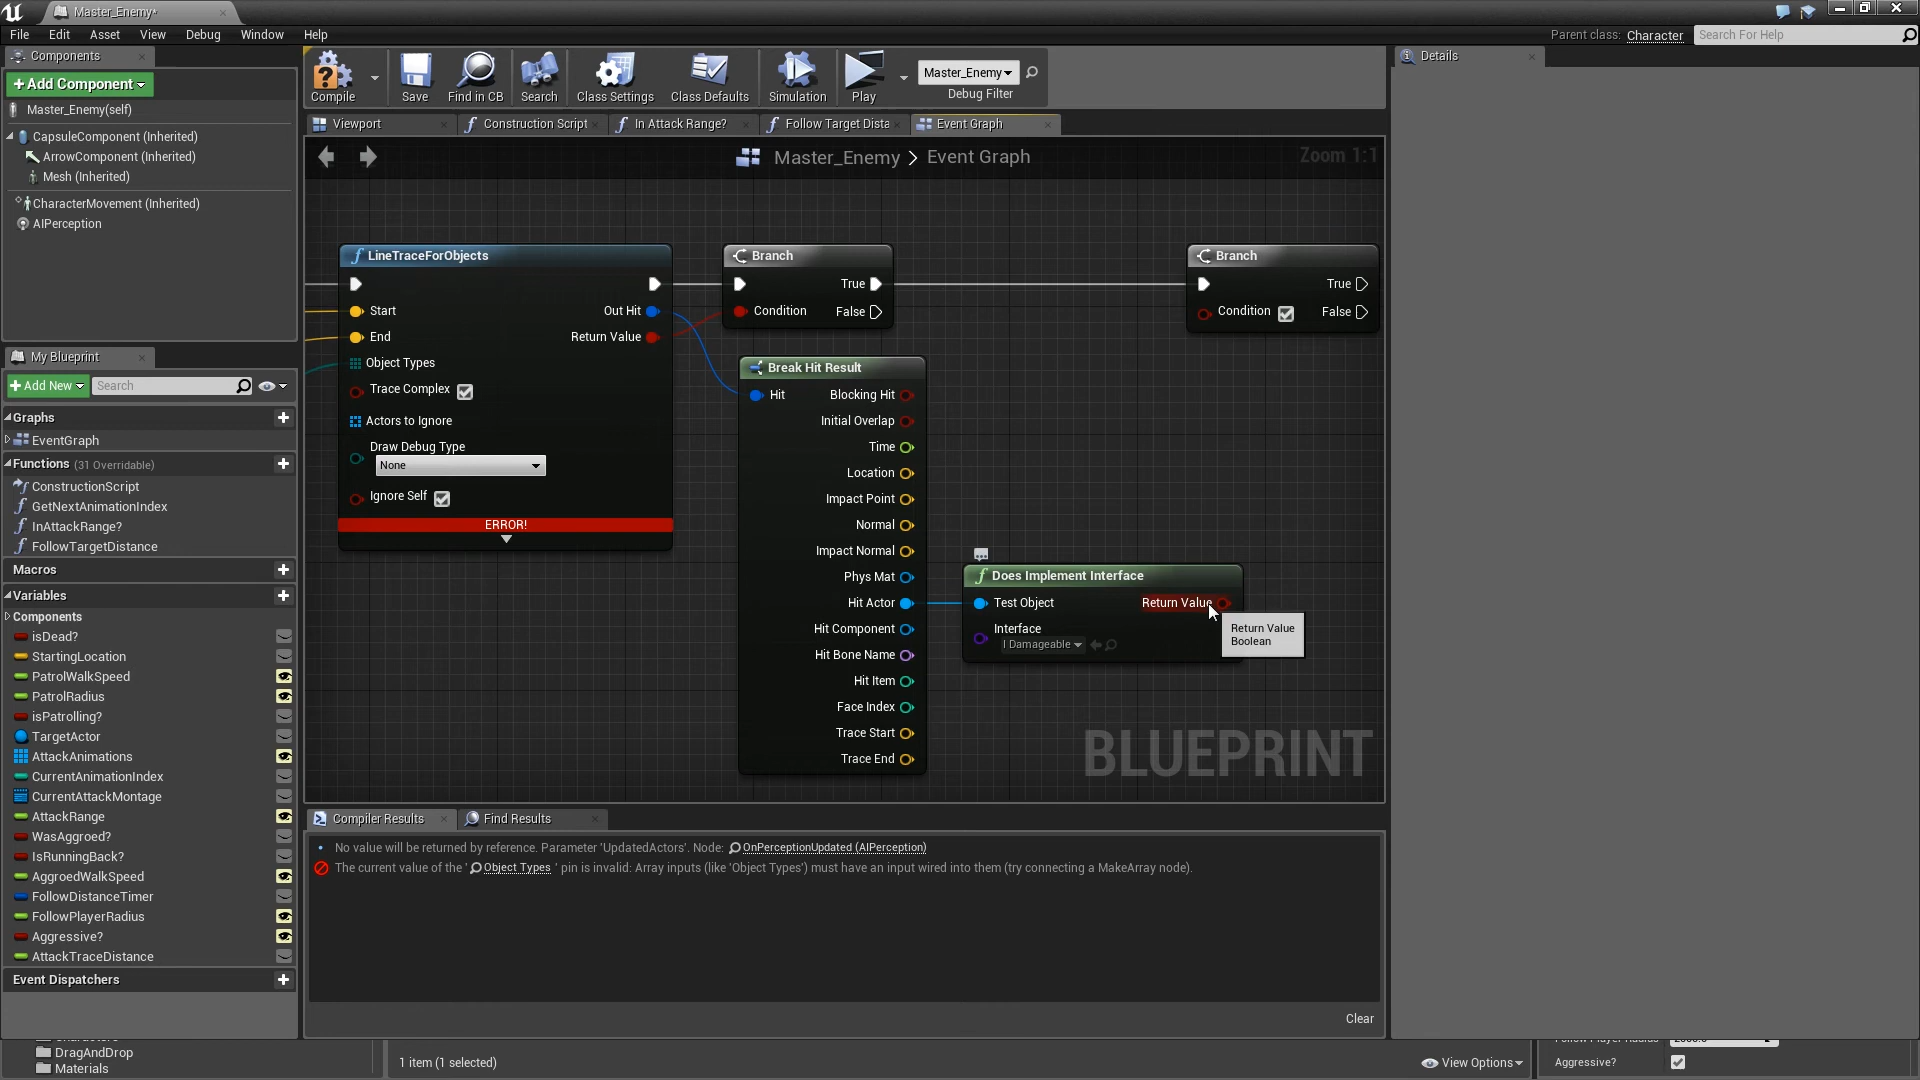 Master_Enemy*
File Edit Asset View Debug Window Help
Parent class: Character
Search For Help
Components
+Add Component
Master_Enemy(self)
CapsuleComponent (Inherited)
ArrowComponent (Inherited)
Mesh (Inherited)
CharacterMovement (Inherited)
AIPerception
Compile
Save
Find in CB
Search
Class Settings
Class Defaults
Simulation
Play
Master_Enemy
Debug Filter
Details
Viewport
Construction Script
In Attack Range?
Follow Target Dista
Event Graph
Master_Enemy > Event Graph
Zoom 1:1
LineTraceForObjects
Start
End
Object Types
Trace Complex
Actors to Ignore
Draw Debug Type
None
Ignore Self
Out Hit
Return Value
ERROR!
Branch
Condition
True
False
Break Hit Result
Hit
Blocking Hit
Initial Overlap
Time
Location
Impact Point
Normal
Impact Normal
Phys Mat
Hit Actor
Hit Component
Hit Bone Name
Hit Item
Face Index
Trace Start
Trace End
Does Implement Interface
Test Object
Interface
I Damageable
Return Value
Return Value
Boolean
Branch
Condition
True
False
BLUEPRINT
My Blueprint
+Add New
Search
Graphs
EventGraph
Functions (31 Overridable)
ConstructionScript
GetNextAnimationIndex
InAttackRange?
FollowTargetDistance
Macros
Variables
Components
isDead?
StartingLocation
PatrolWalkSpeed
PatrolRadius
isPatrolling?
TargetActor
AttackAnimations
CurrentAnimationIndex
CurrentAttackMontage
AttackRange
WasAggroed?
IsRunningBack?
AggroedWalkSpeed
FollowDistanceTimer
FollowPlayerRadius
Aggressive?
AttackTraceDistance
Event Dispatchers
Compiler Results
Find Results
No value will be returned by reference. Parameter 'UpdatedActors'. Node: OnPerceptionUpdated (AIPerception)
The current value of the ' Object Types ' pin is invalid: Array inputs (like 'Object Types') must have an input wired into them (try connecting a MakeArray node).
Clear
DragAndDrop
Materials
1 item (1 selected)
View Options
Aggressive?